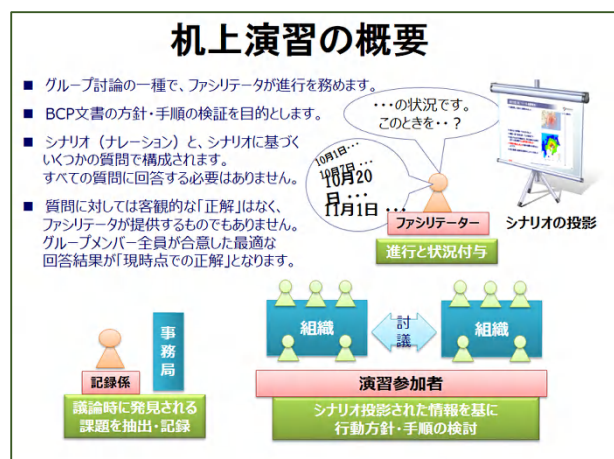 机上演習の概要
■ グループ討論の一種で、ファシリテータが進行を務めます。
■ BCP文書の方針・手順の検証を目的とします。
■ シナリオ（ナレーション）と、シナリオに基づく
いくつかの質問で構成されます。
すべての質問に回答する必要はありません。
■ 質問に対しては客観的な「正解」はなく、
ファシリテータが提供するものでもありません。
グループメンバー全員が合意した最適な
回答結果が「現時点での正解」となります。
・・・の状況です。
このときを・・？
10月1日…
10月20
日 …
11月1日 …
ファシリテーター
進行と状況付与
シナリオの投影
事務局
記録係
議論時に発見される
課題を抽出・記録
組織
討議
組織
演習参加者
シナリオ投影された情報を基に
行動方針・手順の検討